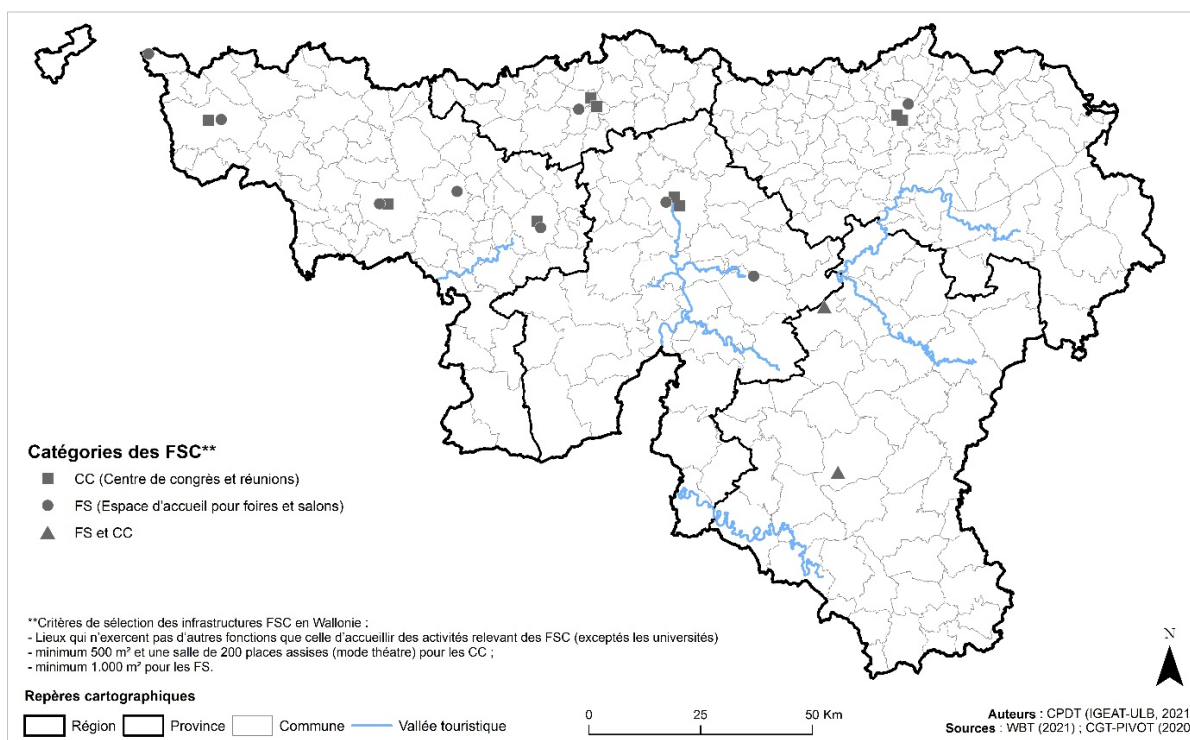 Catégories des FSC**
CC (Centre de congrès et réunions)
FS (Espace d'accueil pour foires et salons)
FS et CC
**Critères de sélection des infrastructures FSC en Wallonie :
- Lieux qui n'exercent pas d'autres fonctions que celle d'accueillir des activités relevant des FSC (exceptés les universités)
- minimum 500 m² et une salle de 200 places assises (mode théatre) pour les CC ;
- minimum 1.000 m² pour les FS.
N
Repères cartographiques
Région Province Commune Vallée touristique
0 25 50 Km
Auteurs : CPDT (IGEAT-ULB, 2021
Sources : WBT (2021) ; CGT-PIVOT (2020